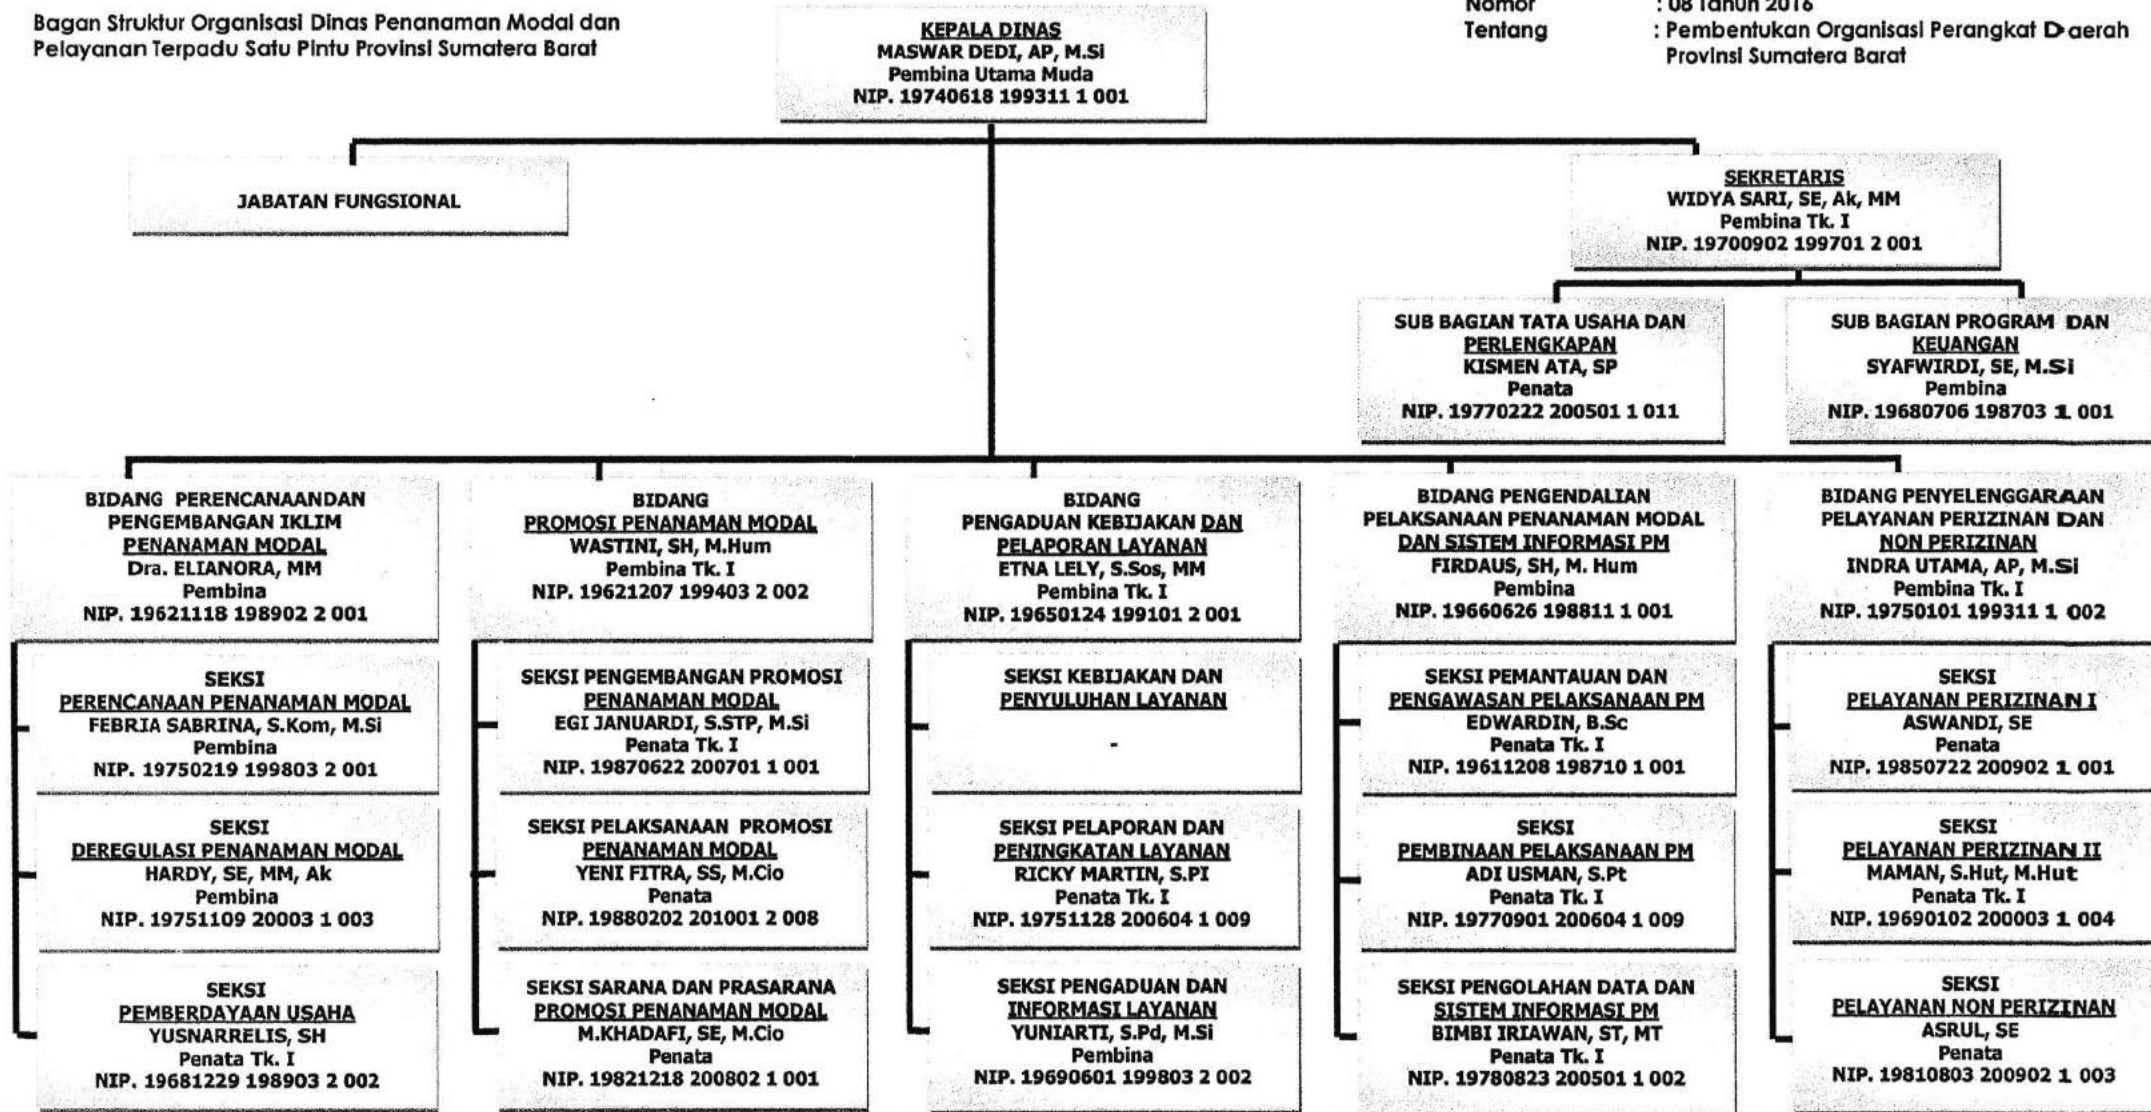 Bagan Struktur Organisasi Dinas Penanaman Modal dan
Pelayanan Terpadu Satu Pintu Provinsi Sumatera Barat
Nomor : 08 Tahun 2016
Tentang : Pembentukan Organisasi Perangkat Daerah
Provinsi Sumatera Barat
KEPALA DINAS
MASWAR DEDI, AP, M.Si
Pembina Utama Muda
NIP. 19740618 199311 1 001
JABATAN FUNGSIONAL
SEKRETARIS
WIDYA SARI, SE, Ak, MM
Pembina Tk. I
NIP. 19700902 199701 2 001
SUB BAGIAN TATA USAHA DAN
PERLENGKAPAN
KISMEN ATA, SP
Penata
NIP. 19770222 200501 1 011
SUB BAGIAN PROGRAM DAN
KEUANGAN
SYAFWIRDI, SE, M.Si
Pembina
NIP. 19680706 198703 1 001
BIDANG PERENCANAANDAN
PENGEMBANGAN IKLIM
PENANAMAN MODAL
Dra. ELIANORA, MM
Pembina
NIP. 19621118 198902 2 001
SEKSI
PERENCANAAN PENANAMAN MODAL
FEBRIA SABRINA, S.Kom, M.Si
Pembina
NIP. 19750219 199803 2 001
SEKSI
DEREGULASI PENANAMAN MODAL
HARDY, SE, MM, Ak
Pembina
NIP. 19751109 20003 1 003
SEKSI
PEMBERDAYAAN USAHA
YUSNARRELIS, SH
Penata Tk. I
NIP. 19681229 198903 2 002
BIDANG
PROMOSI PENANAMAN MODAL
WASTINI, SH, M.Hum
Pembina Tk. I
NIP. 19621207 199403 2 002
SEKSI PENGEMBANGAN PROMOSI
PENANAMAN MODAL
EGI JANUARDI, S.STP, M.Si
Penata Tk. I
NIP. 19870622 200701 1 001
SEKSI PELAKSANAAN PROMOSI
PENANAMAN MODAL
YENI FITRA, SS, M.Cio
Penata
NIP. 19880202 201001 2 008
SEKSI SARANA DAN PRASARANA
PROMOSI PENANAMAN MODAL
M.KHADAFI, SE, M.Cio
Penata
NIP. 19821218 200802 1 001
BIDANG
PENGADUAN KEBIJAKAN DAN
PELAPORAN LAYANAN
ETNA LELY, S.Sos, MM
Pembina Tk. I
NIP. 19650124 199101 2 001
SEKSI KEBIJAKAN DAN
PENYULUHAN LAYANAN
-
SEKSI PELAPORAN DAN
PENINGKATAN LAYANAN
RICKY MARTIN, S.PI
Penata Tk. I
NIP. 19751128 200604 1 009
SEKSI PENGADUAN DAN
INFORMASI LAYANAN
YUNIARTI, S.Pd, M.Si
Pembina
NIP. 19690601 199803 2 002
BIDANG PENGENDALIAN
PELAKSANAAN PENANAMAN MODAL
DAN SISTEM INFORMASI PM
FIRDAUS, SH, M. Hum
Pembina
NIP. 19660626 198811 1 001
SEKSI PEMANTAUAN DAN
PENGAWASAN PELAKSANAAN PM
EDWARDIN, B.Sc
Penata Tk. I
NIP. 19611208 198710 1 001
SEKSI
PEMBINAAN PELAKSANAAN PM
ADI USMAN, S.Pt
Penata Tk. I
NIP. 19770901 200604 1 009
SEKSI PENGOLAHAN DATA DAN
SISTEM INFORMASI PM
BIMBI IRIAWAN, ST, MT
Penata Tk. I
NIP. 19780823 200501 1 002
BIDANG PENYELENGGARAAN
PELAYANAN PERIZINAN DAN
NON PERIZINAN
INDRA UTAMA, AP, M.Si
Pembina Tk. I
NIP. 19750101 199311 1 002
SEKSI
PELAYANAN PERIZINAN I
ASWANDI, SE
Penata
NIP. 19850722 200902 1 001
SEKSI
PELAYANAN PERIZINAN II
MAMAN, S.Hut, M.Hut
Penata Tk. I
NIP. 19690102 200003 1 004
SEKSI
PELAYANAN NON PERIZINAN
ASRUL, SE
Penata
NIP. 19810803 200902 1 003